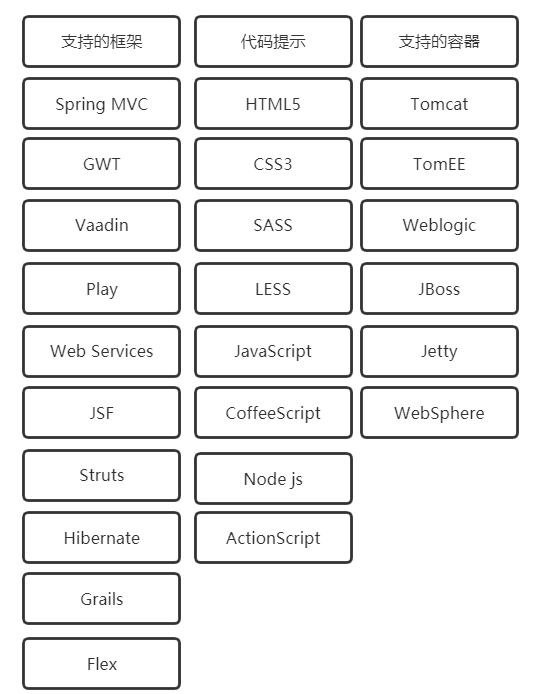 支持的框架 代码提示 支持的容器
Spring MVC HTML5 Tomcat
GWT CSS3 TomEE
Vaadin SASS Weblogic
Play LESS JBoss
Web Services JavaScript Jetty
JSF CoffeeScript WebSphere
Struts Node js
Hibernate ActionScript
Grails
Flex